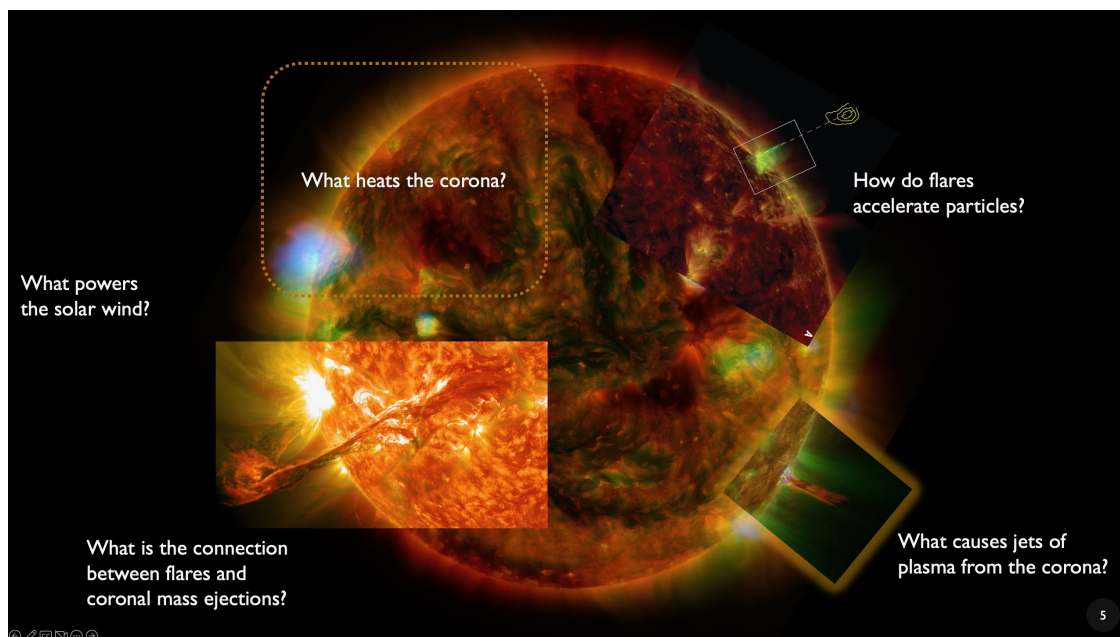 What heats the corona?
How do flares
accelerate particles?
What powers
the solar wind?
A
What is the connection
between flares and
coronal mass ejections?
What causes jets of
plasma from the corona?
5